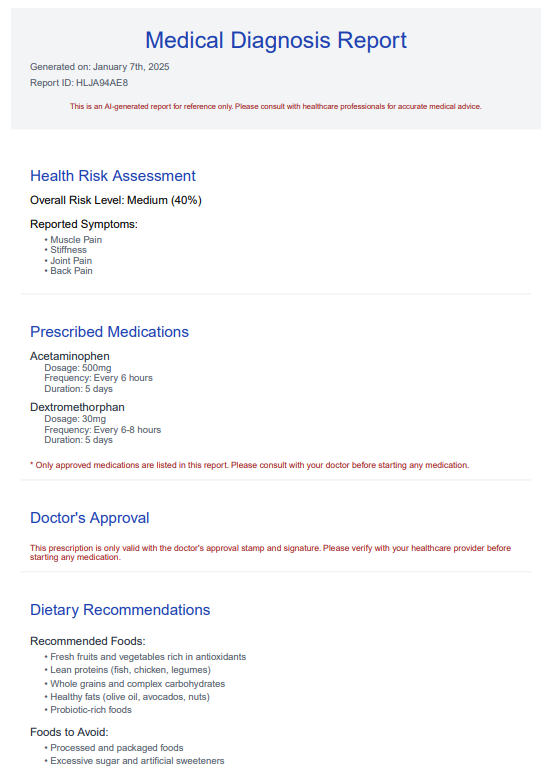 Medical Diagnosis Report
Generated on: January 7th, 2025
Report ID: HLJA94AE8
This is an AI-generated report for reference only. Please consult with healthcare professionals for accurate medical advice.
Health Risk Assessment
Overall Risk Level: Medium (40%)
Reported Symptoms:
• Muscle Pain
• Stiffness
• Joint Pain
• Back Pain
Prescribed Medications
Acetaminophen
Dosage: 500mg
Frequency: Every 6 hours
Duration: 5 days
Dextromethorphan
Dosage: 30mg
Frequency: Every 6-8 hours
Duration: 5 days
* Only approved medications are listed in this report. Please consult with your doctor before starting any medication.
Doctor's Approval
This prescription is only valid with the doctor's approval stamp and signature. Please verify with your healthcare provider before
starting any medication.
Dietary Recommendations
Recommended Foods:
• Fresh fruits and vegetables rich in antioxidants
• Lean proteins (fish, chicken, legumes)
• Whole grains and complex carbohydrates
• Healthy fats (olive oil, avocados, nuts)
• Probiotic-rich foods
Foods to Avoid:
• Processed and packaged foods
• Excessive sugar and artificial sweeteners